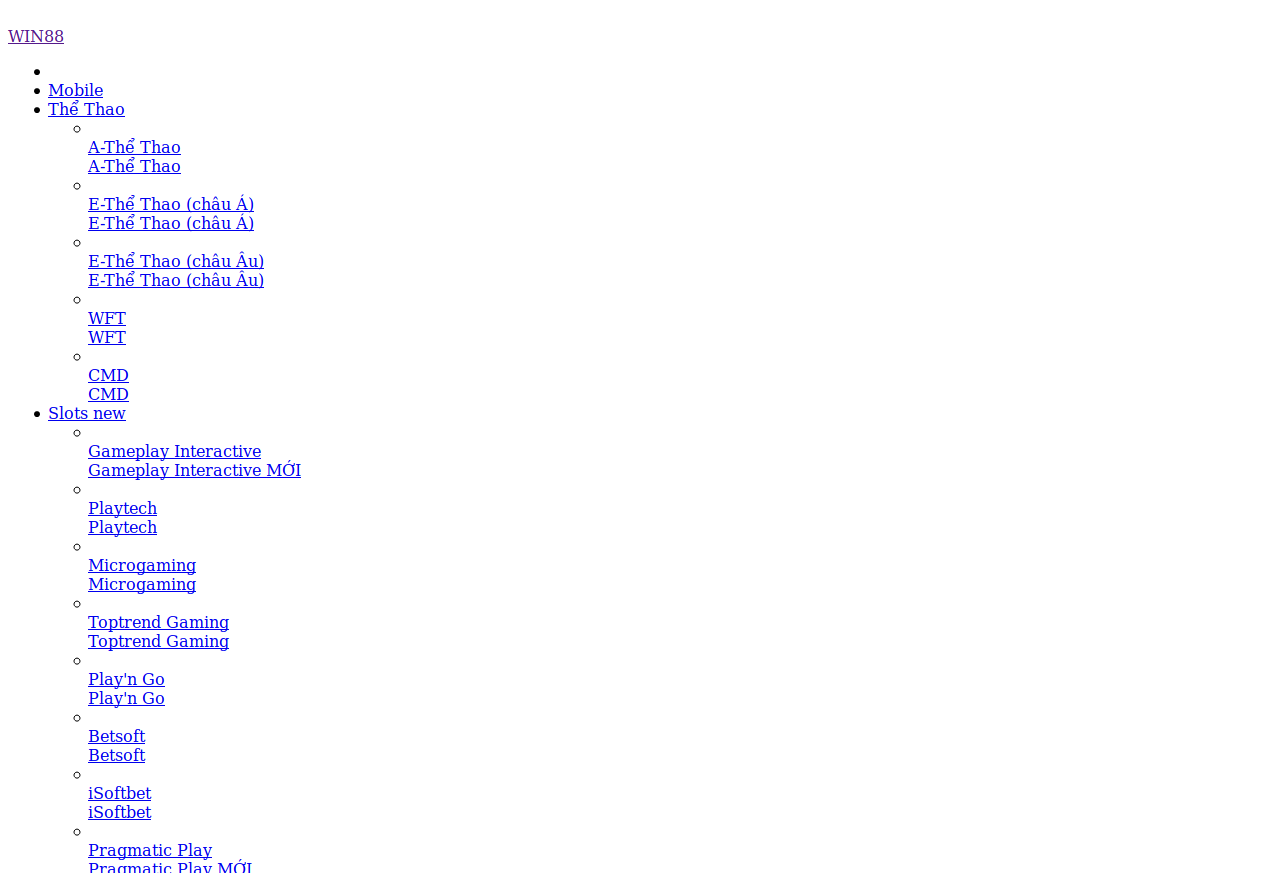 WIN88
Mobile
Thể Thao
A-Thể Thao
A-Thể Thao
E-Thể Thao (châu Á)
E-Thể Thao (châu Á)
E-Thể Thao (châu Âu)
E-Thể Thao (châu Âu)
WFT
WFT
CMD
CMD
Slots new
Gameplay Interactive
Gameplay Interactive MỚI
Playtech
Playtech
Microgaming
Microgaming
Toptrend Gaming
Toptrend Gaming
Play'n Go
Play'n Go
Betsoft
Betsoft
iSoftbet
iSoftbet
Pragmatic Play
Pragmatic Play MỚI